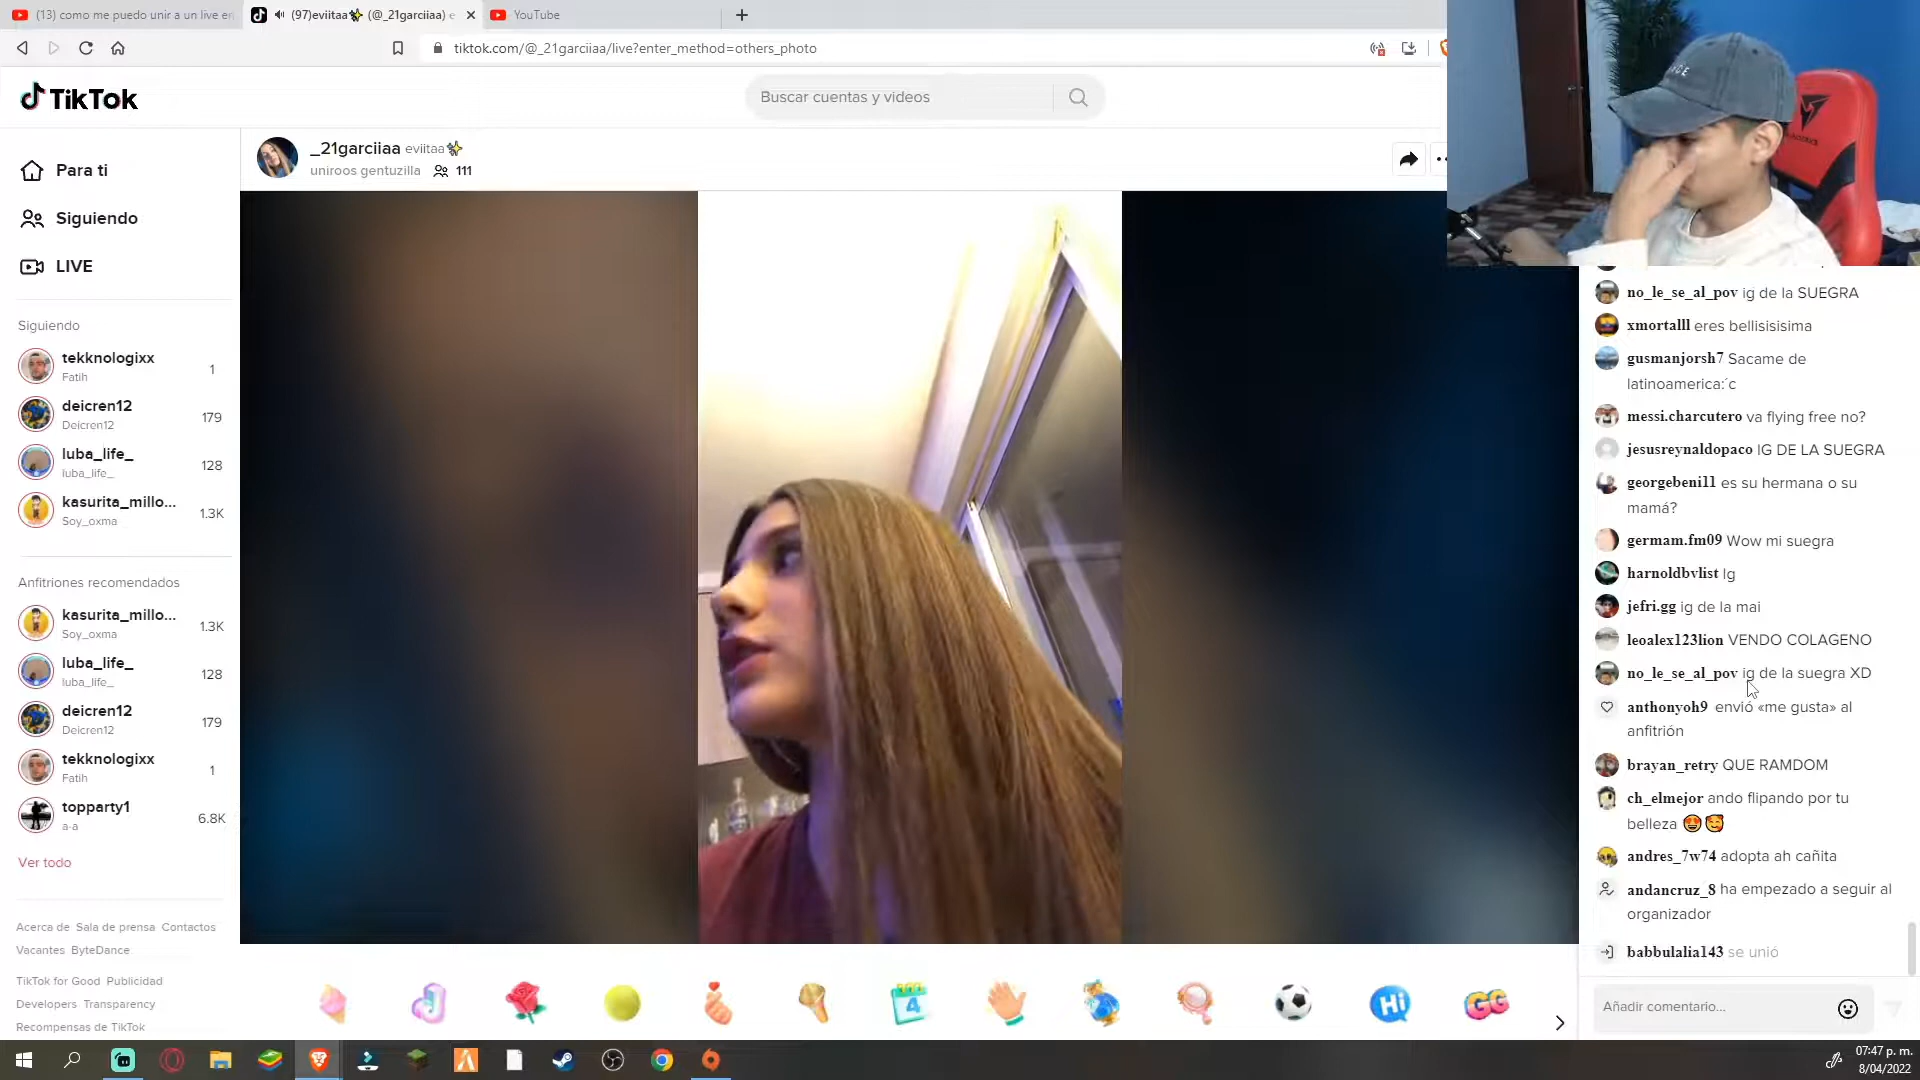 (13) como me puedo unir a un live en
(97)eviitaa✨ (@_21garciiaa) e
YouTube
tiktok.com/@_21garciiaa/live?enter_method=others_photo
TikTok
Buscar cuentas y videos
Para ti
Siguiendo
LIVE
Siguiendo
tekknologixx
Fatih
1
deicren12
Deicren12
179
luba_life_
luba_life_
128
kasurita_millo...
Soy_oxma
1.3K
Anfitriones recomendados
kasurita_millo...
Soy_oxma
1.3K
luba_life_
luba_life_
128
deicren12
Deicren12
179
tekknologixx
Fatih
1
topparty1
a-a
6.8K
Ver todo
Acerca de Sala de prensa Contactos
Vacantes ByteDance
TikTok for Good Publicidad
Developers Transparency
Recompensas de TikTok
_21garciiaa eviitaa✨
uniroos gentuzilla 111
no_le_se_al_pov ig de la SUEGRA
xmortalll eres bellisisisima
gusmanjorsh7 Sacame de
latinoamerica:´c
messi.charcutero va flying free no?
jesusreynaldopaco IG DE LA SUEGRA
georgebeni11 es su hermana o su
mamá?
germam.fm09 Wow mi suegra
harnoldbvlist Ig
jefri.gg ig de la mai
leoalex123lion VENDO COLAGENO
no_le_se_al_pov ig de la suegra XD
anthonyoh9 envió «me gusta» al
anfitrión
brayan_retry QUE RAMDOM
ch_elmejor ando flipando por tu
belleza 😍🥰
andres_7w74 adopta ah cañita
andancruz_8 ha empezado a seguir al
organizador
babbulalia143 se unió
Añadir comentario...
4
Hi
GG
07:47 p. m.
8/04/2022